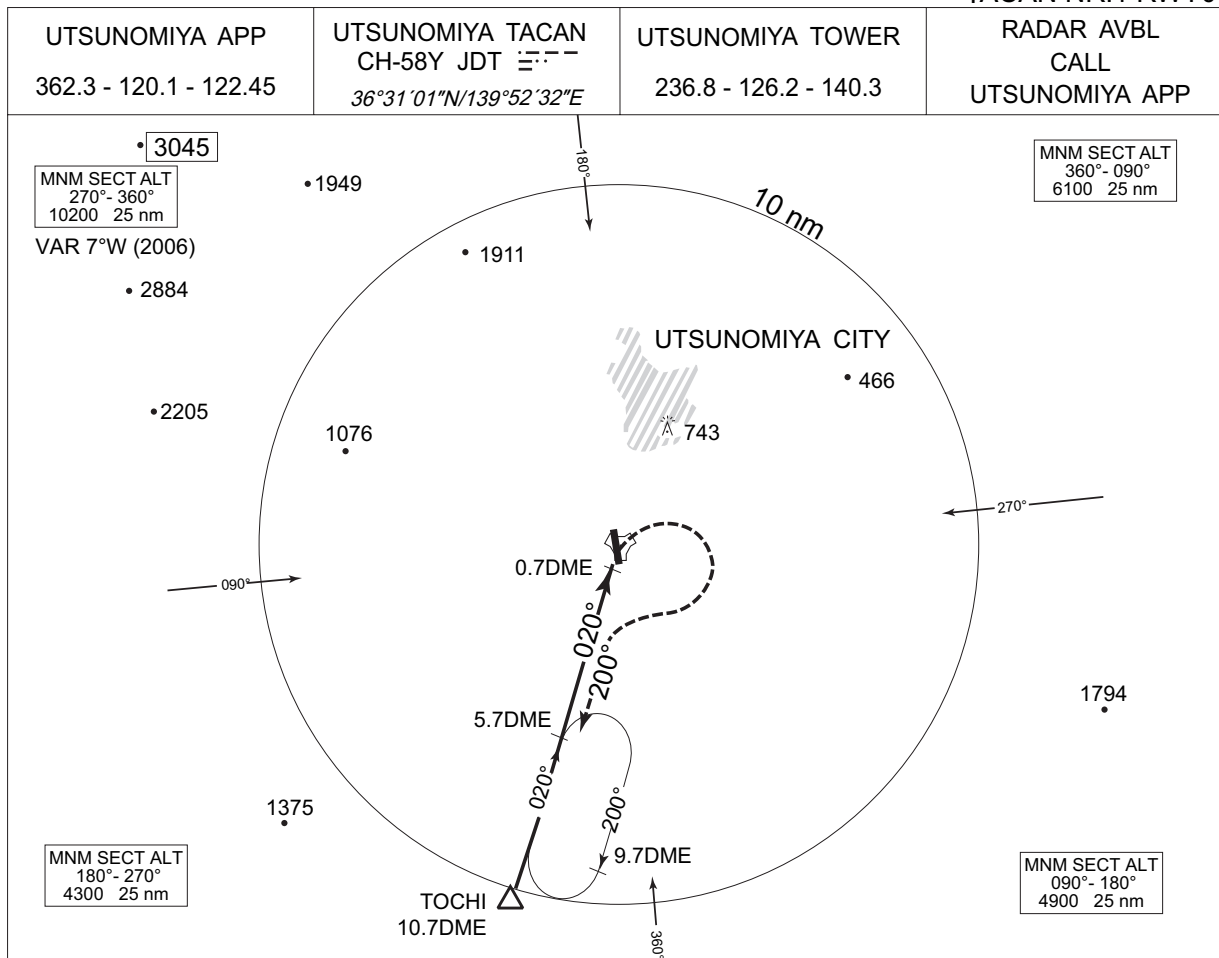 UTSUNOMIYA APP
362.3 - 120.1 - 122.45
UTSUNOMIYA TACAN
CH-58Y JDT
36°31´01"N/139°52´32"E
UTSUNOMIYA TOWER
236.8 - 126.2 - 140.3
RADAR AVBL
CALL
UTSUNOMIYA APP
3045
MNM SECT ALT
270°- 360°
10200 25 nm
VAR 7°W (2006)
1949
180°
MNM SECT ALT
360°- 090°
6100 25 nm
10 nm
1911
2884
UTSUNOMIYA CITY
466
2205
743
1076
270°
0.7DME
090°
020°
200°
5.7DME
1794
020°
200°
1375
9.7DME
MNM SECT ALT
180°- 270°
4300 25 nm
MNM SECT ALT
090°- 180°
4900 25 nm
TOCHI
10.7DME
360°